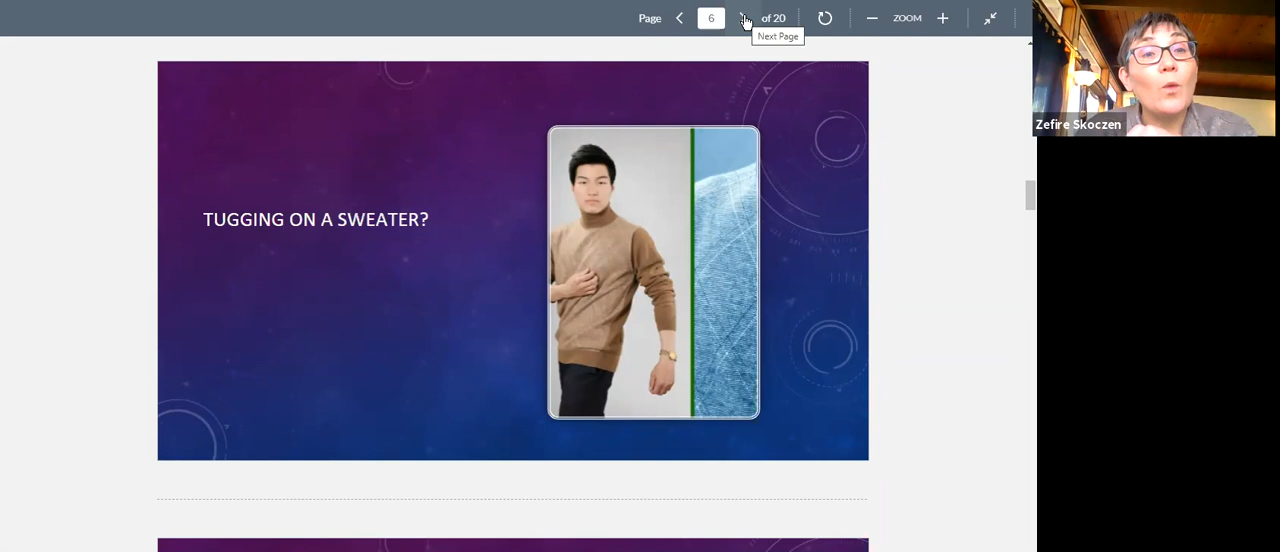 Page 6 of 20 ZOOM
Next Page
Zefire Skoczen
TUGGING ON A SWEATER?